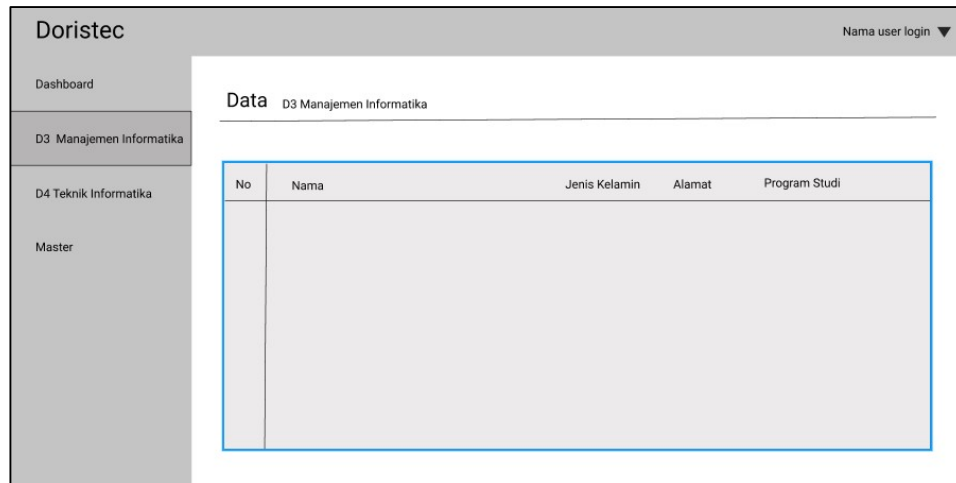 Doristec
Nama user login
Dashboard
D3 Manajemen Informatika
D4 Teknik Informatika
Master
Data D3 Manajemen Informatika
No Nama Jenis Kelamin Alamat Program Studi